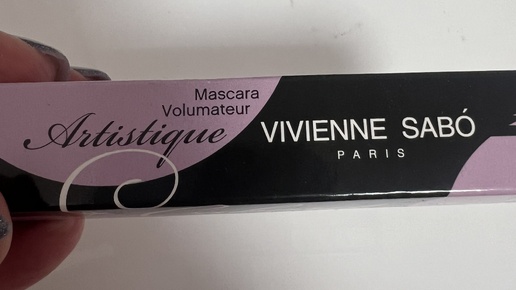 Mascara
Volumateur
Artistique
VIVIENNE SABÓ
PARIS